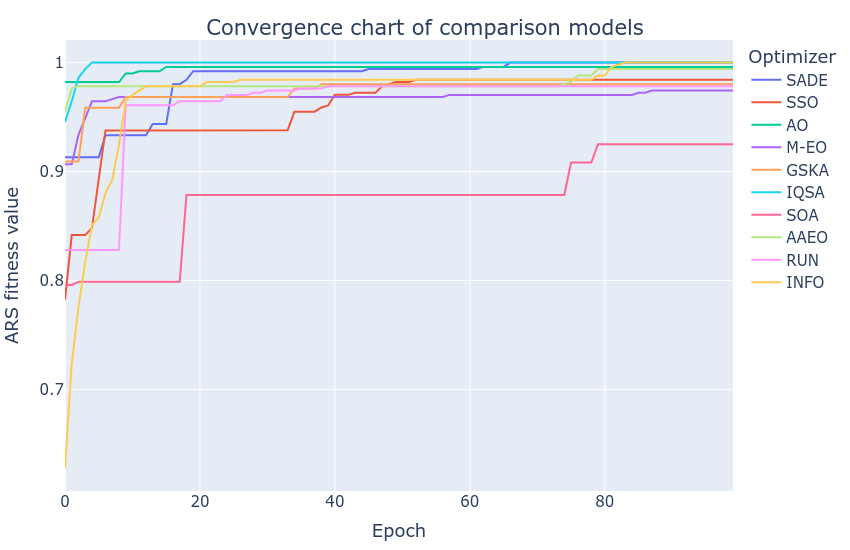 Convergence chart of comparison models
ARS fitness value
1
0.9
0.8
0.7
0
20
40
60
80
Epoch
Optimizer
SADE
SSO
AO
M-EO
GSKA
IQSA
SOA
AAEO
RUN
INFO